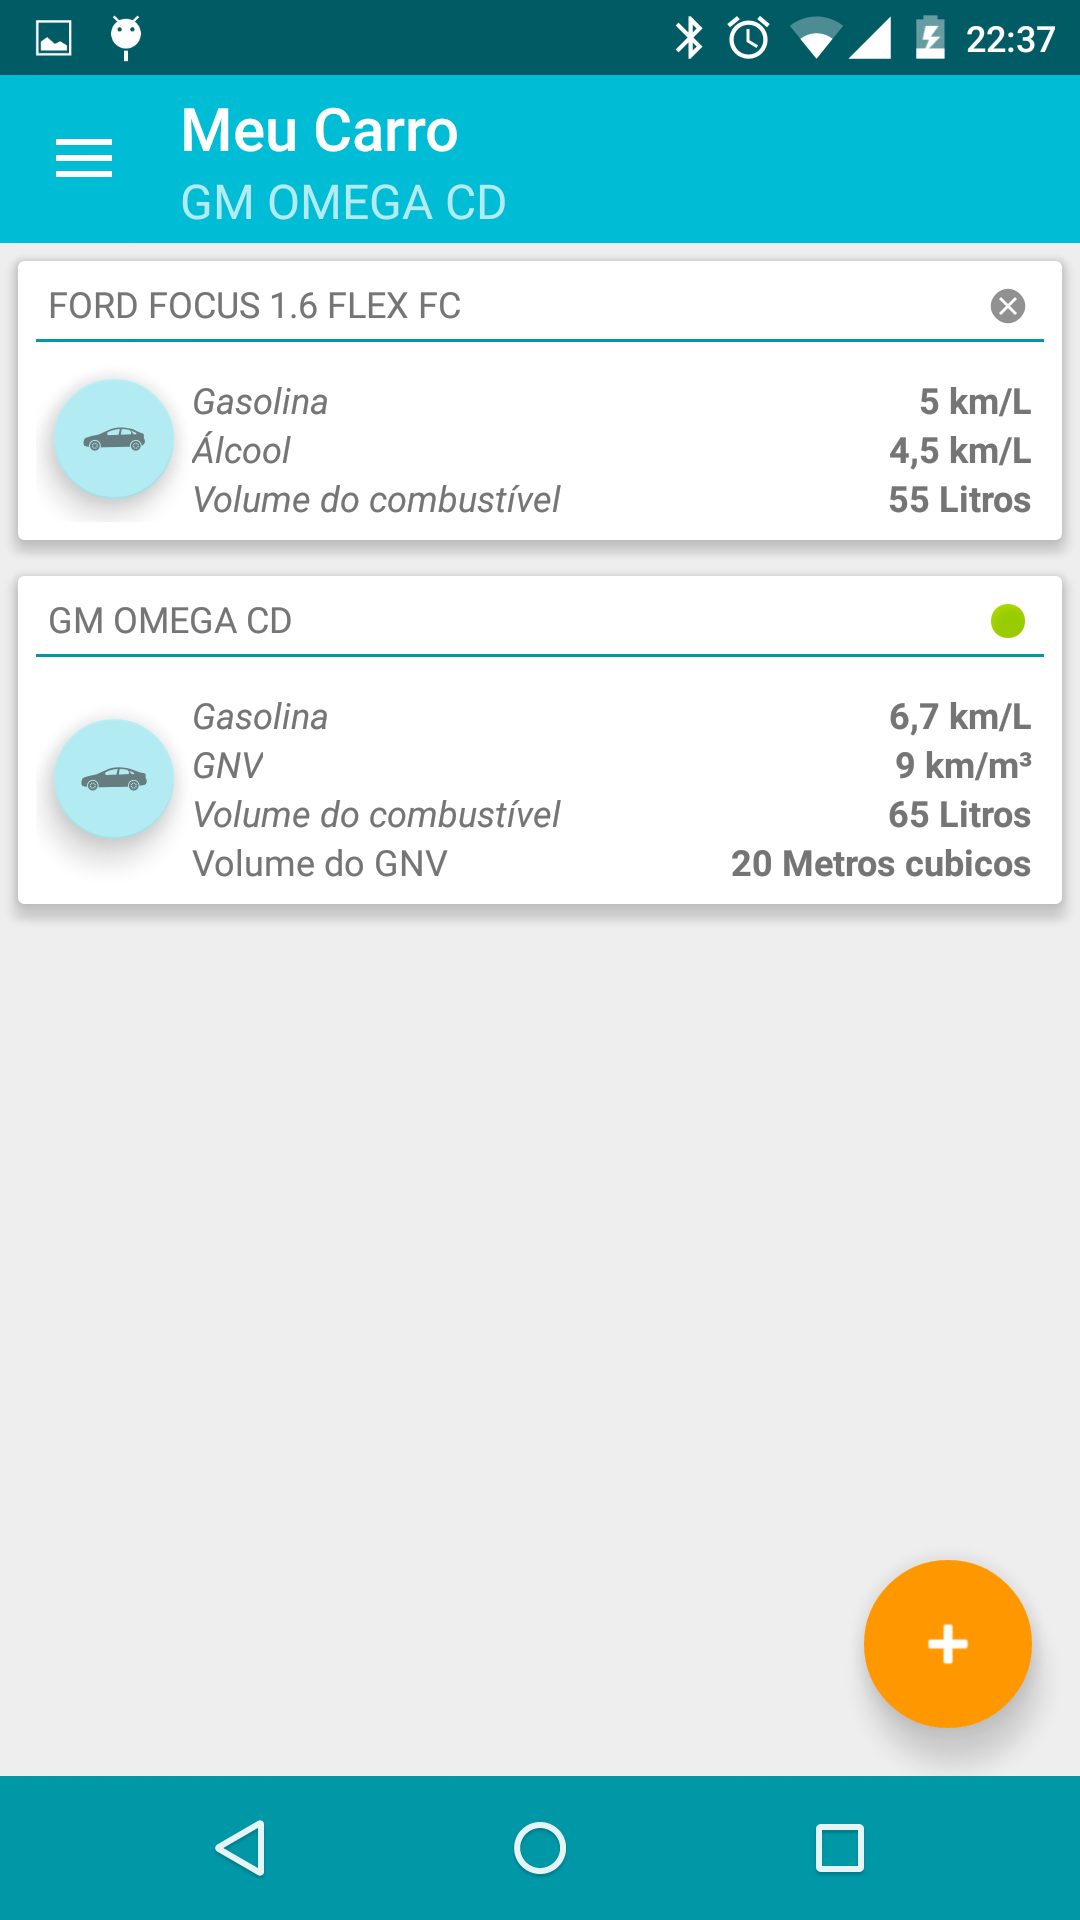 22:37
Meu Carro
GM OMEGA CD
FORD FOCUS 1.6 FLEX FC
Gasolina 5 km/L
Álcool 4,5 km/L
Volume do combustível 55 Litros
GM OMEGA CD
Gasolina 6,7 km/L
GNV 9 km/m³
Volume do combustível 65 Litros
Volume do GNV 20 Metros cubicos